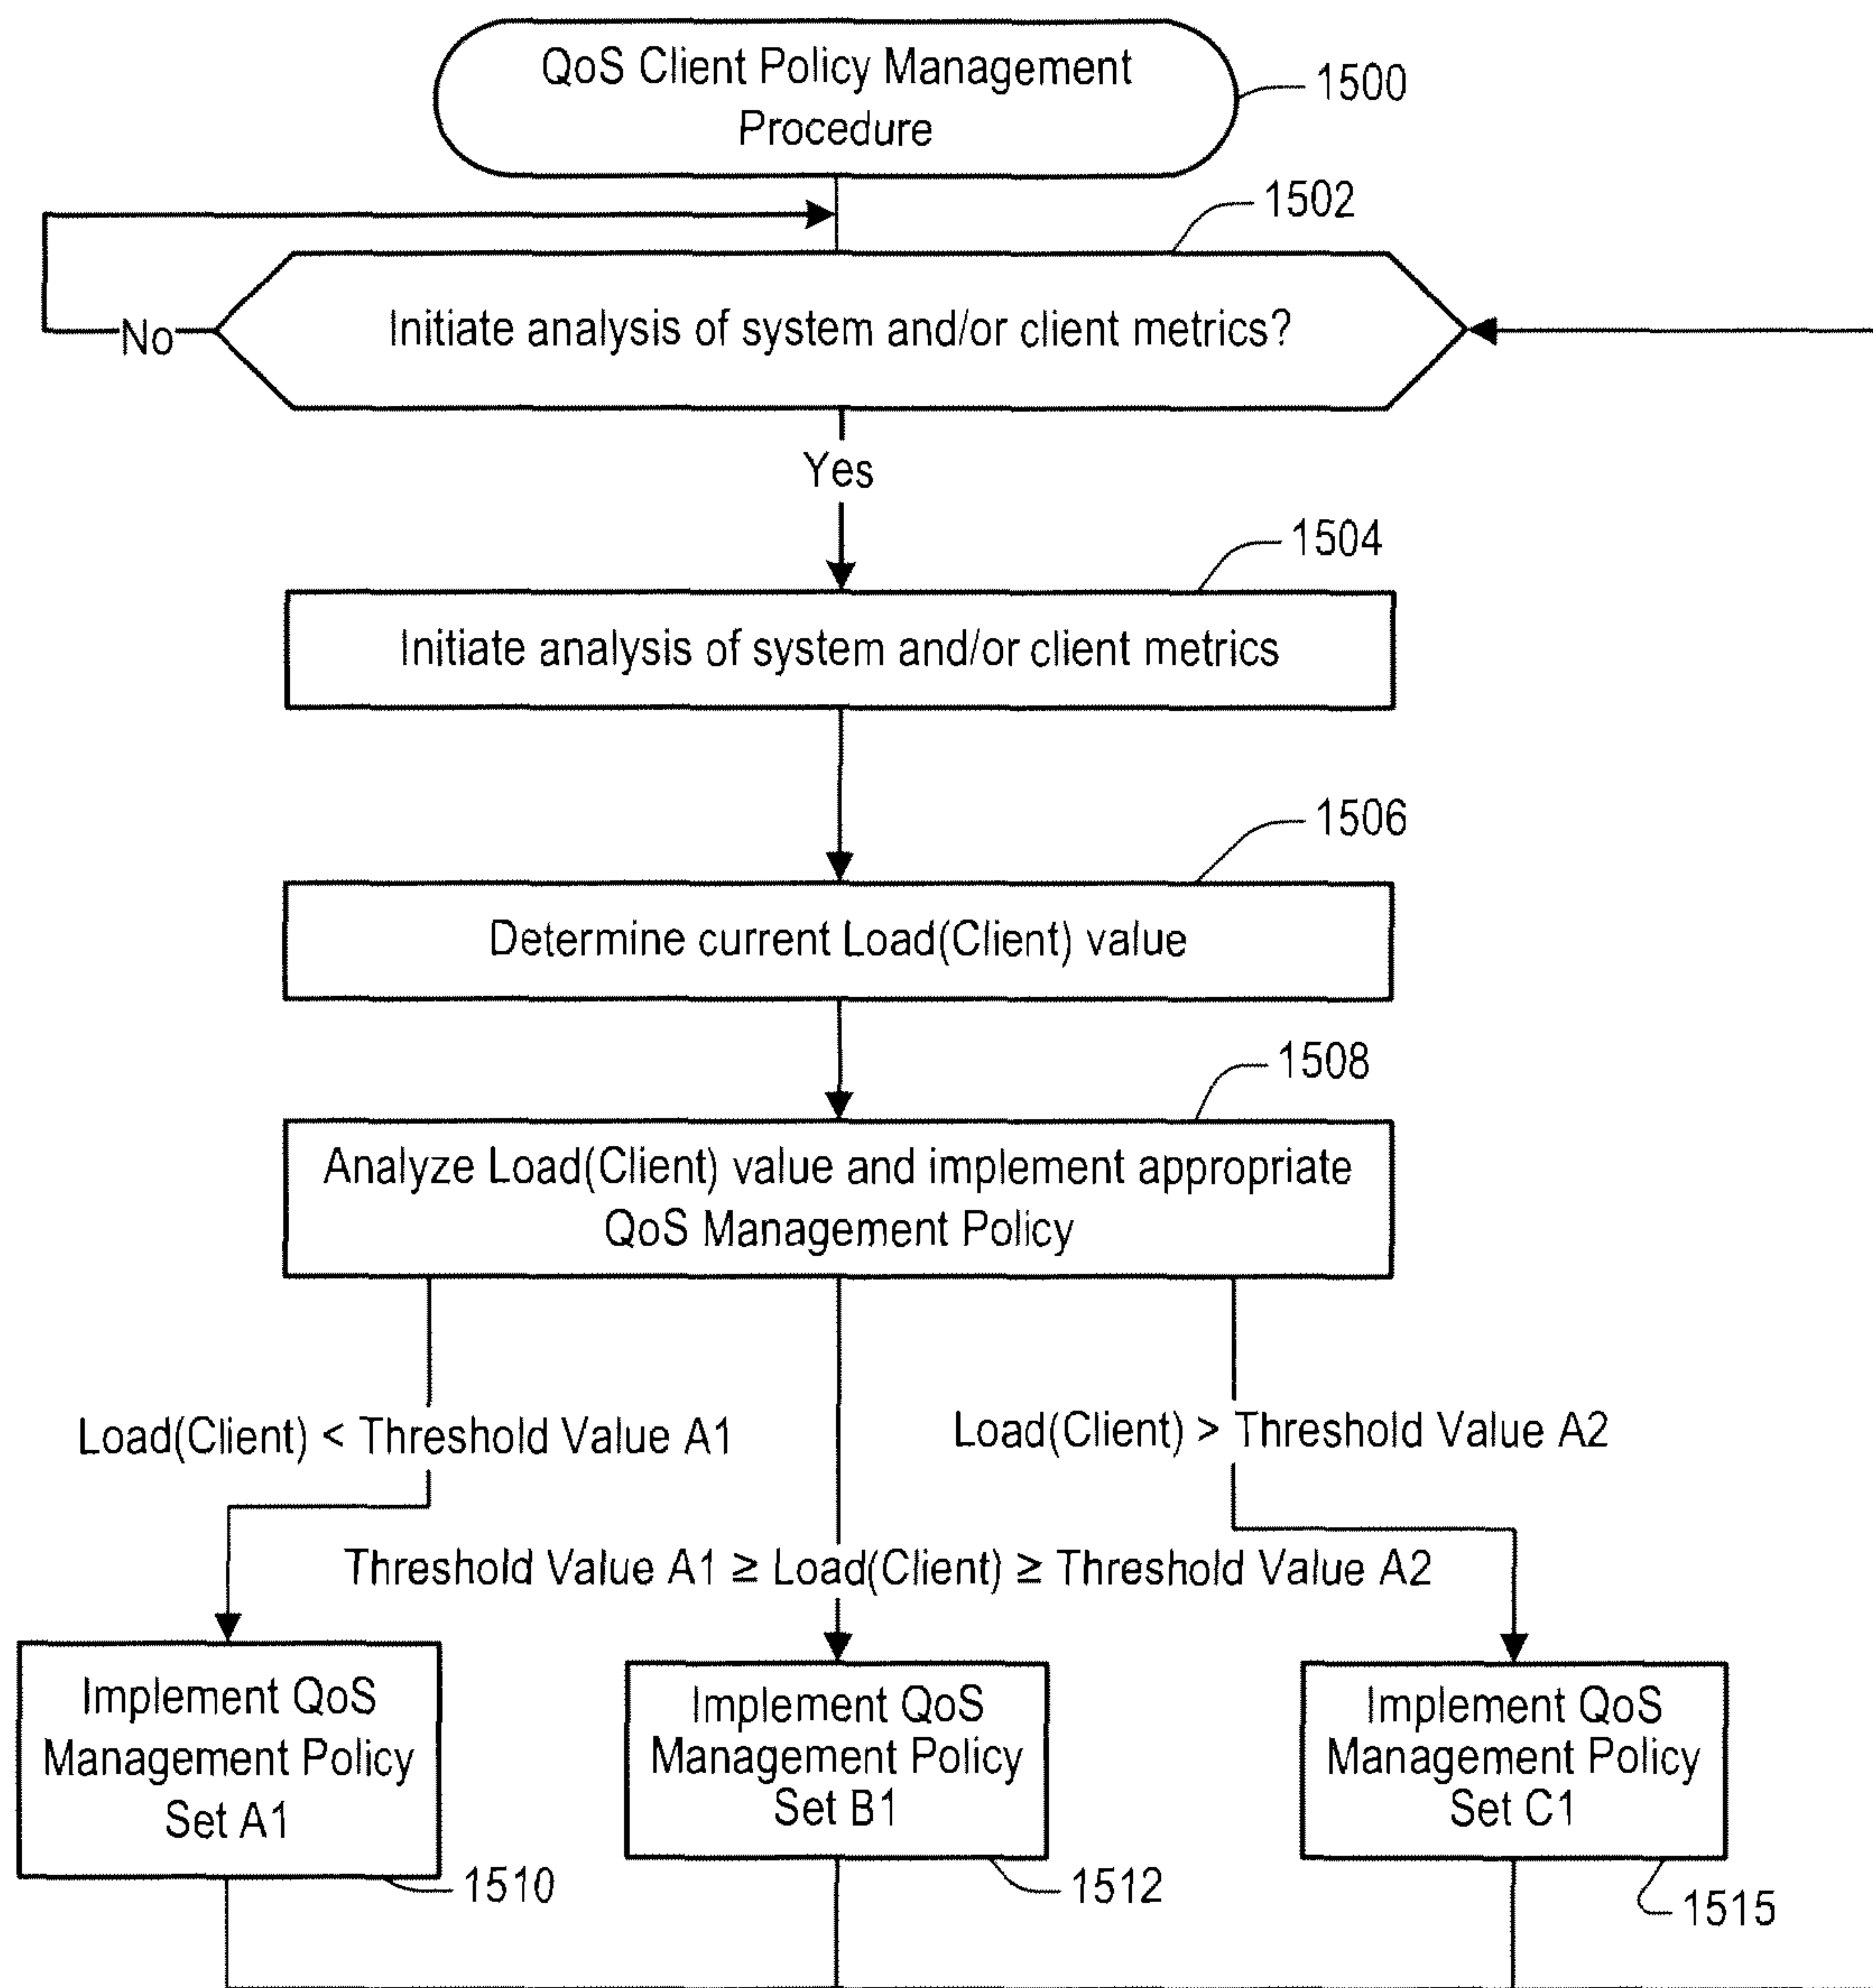 QoS Client Policy Management
Procedure
1500
1502
Initiate analysis of system and/or client metrics?
No
Yes
1504
Initiate analysis of system and/or client metrics
1506
Determine current Load(Client) value
1508
Analyze Load(Client) value and implement appropriate
QoS Management Policy
Load(Client) < Threshold Value A1
Load(Client) > Threshold Value A2
Threshold Value A1 ≥ Load(Client) ≥ Threshold Value A2
Implement QoS
Management Policy
Set A1
1510
Implement QoS
Management Policy
Set B1
1512
Implement QoS
Management Policy
Set C1
1515